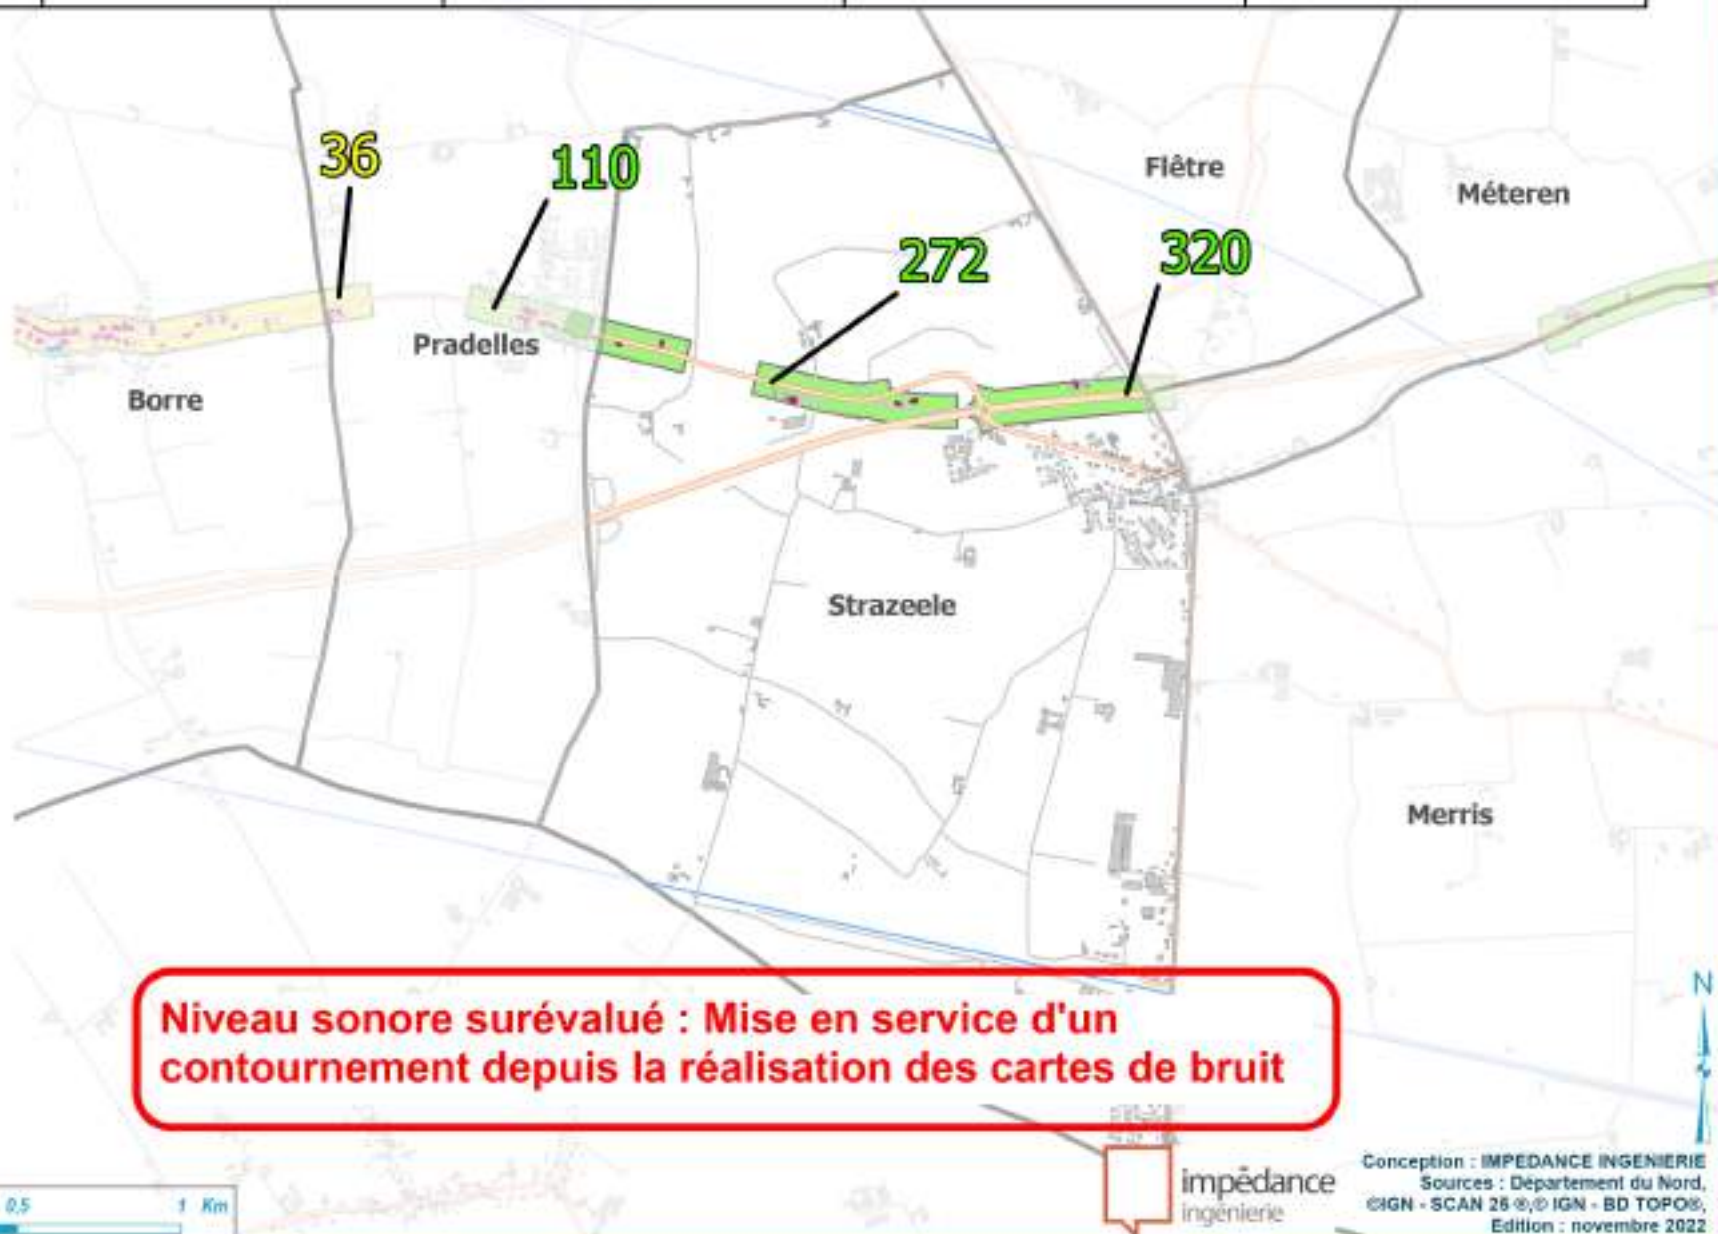 36
110
Flêtre
Méteren
272
320
Pradelles
Borre
Strazeele
Merris
N
Niveau sonore surévalué : Mise en service d'un
contournement depuis la réalisation des cartes de bruit
impédance
ingénierie
Conception : IMPEDANCE INGENIERIE
Sources : Département du Nord,
©IGN - SCAN 25 ®,© IGN - BD TOPO®,
Edition : novembre 2022
0,5 1 Km